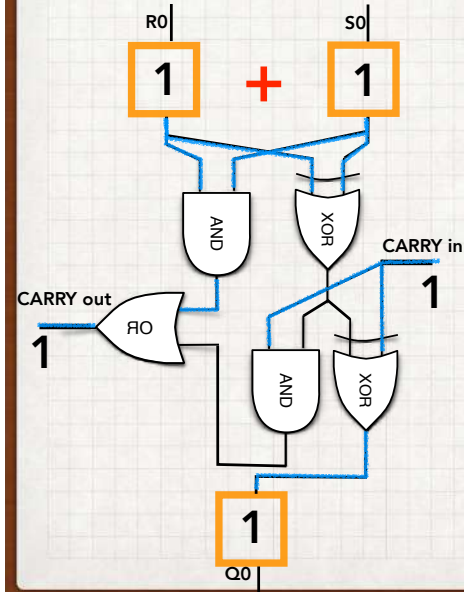 R0 S0
1 + 1
AND XOR
CARRY in
1
CARRY out
OR
1
AND XOR
1
Q0